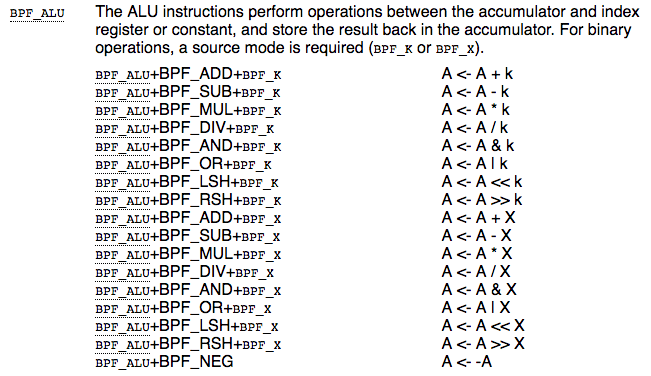 BPF_ALU The ALU instructions perform operations between the accumulator and index
register or constant, and store the result back in the accumulator. For binary
operations, a source mode is required (BPF_K or BPF_X).
BPF_ALU+BPF_ADD+BPF_K A <- A + k
BPF_ALU+BPF_SUB+BPF_K A <- A - k
BPF_ALU+BPF_MUL+BPF_K A <- A * k
BPF_ALU+BPF_DIV+BPF_K A <- A / k
BPF_ALU+BPF_AND+BPF_K A <- A & k
BPF_ALU+BPF_OR+BPF_K A <- A | k
BPF_ALU+BPF_LSH+BPF_K A <- A << k
BPF_ALU+BPF_RSH+BPF_K A <- A >> k
BPF_ALU+BPF_ADD+BPF_X A <- A + X
BPF_ALU+BPF_SUB+BPF_X A <- A - X
BPF_ALU+BPF_MUL+BPF_X A <- A * X
BPF_ALU+BPF_DIV+BPF_X A <- A / X
BPF_ALU+BPF_AND+BPF_X A <- A & X
BPF_ALU+BPF_OR+BPF_X A <- A | X
BPF_ALU+BPF_LSH+BPF_X A <- A << X
BPF_ALU+BPF_RSH+BPF_X A <- A >> X
BPF_ALU+BPF_NEG A <- -A